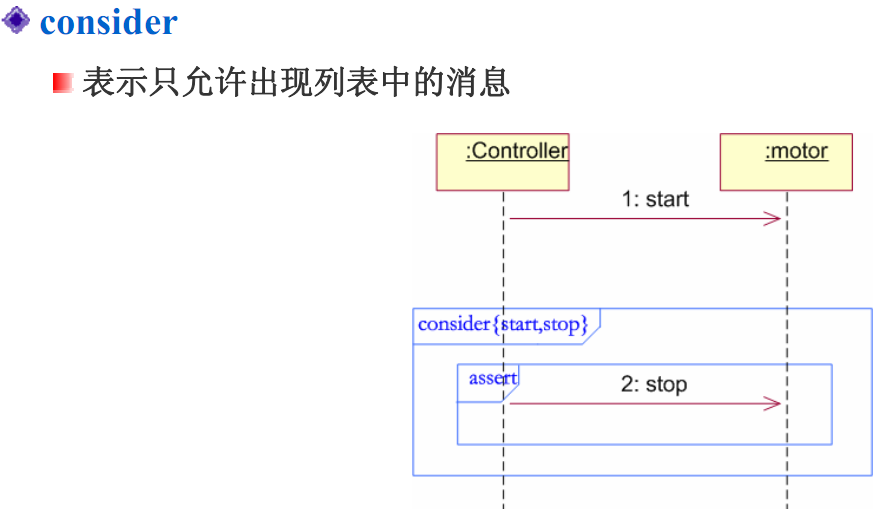 consider
表示只允许出现列表中的消息
:Controller
:motor
1: start
consider{start,stop}
assert
2: stop